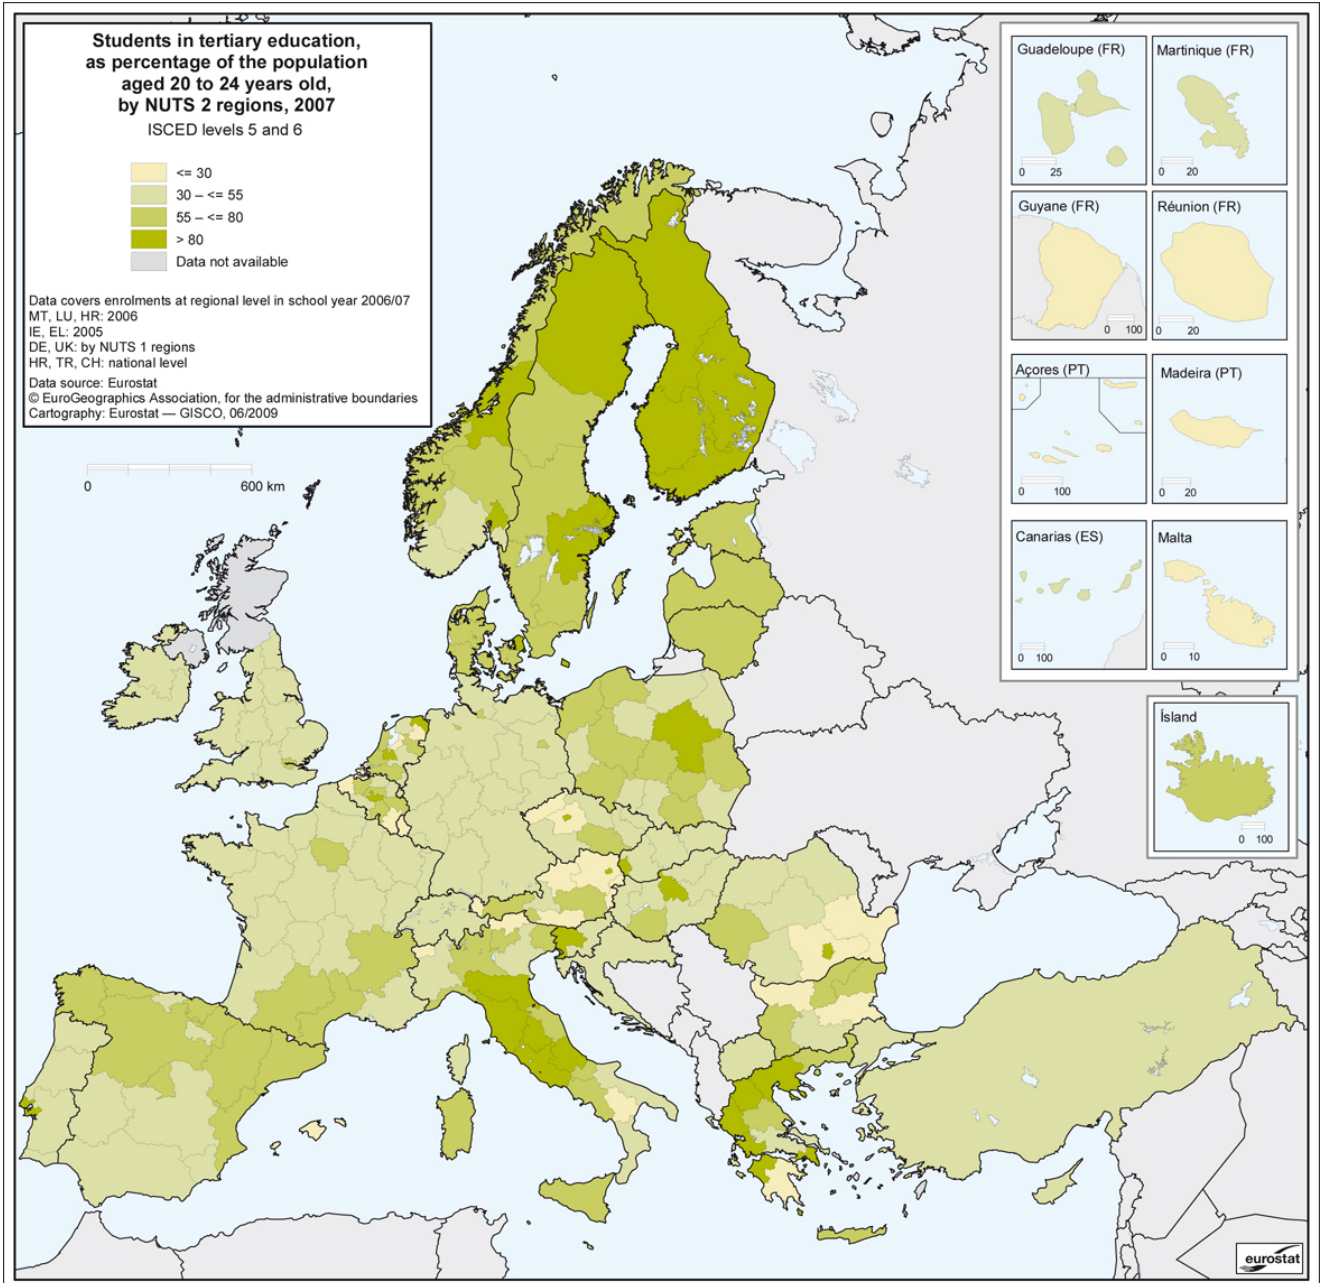 Students in tertiary education,
as percentage of the population
aged 20 to 24 years old,
by NUTS 2 regions, 2007
ISCED levels 5 and 6
<= 30
30 – <= 55
55 – <= 80
> 80
Data not available
Data covers enrolments at regional level in school year 2006/07
MT, LU, HR: 2006
IE, EL: 2005
DE, UK: by NUTS 1 regions
HR, TR, CH: national level
Data source: Eurostat
© EuroGeographics Association, for the administrative boundaries
Cartography: Eurostat — GISCO, 06/2009
0 600 km
Guadeloupe (FR)
0 25
Martinique (FR)
0 20
Guyane (FR)
0 100
Réunion (FR)
0 20
Açores (PT)
0 100
Madeira (PT)
0 20
Canarias (ES)
0 100
Malta
0 10
Ísland
0 100
eurostat